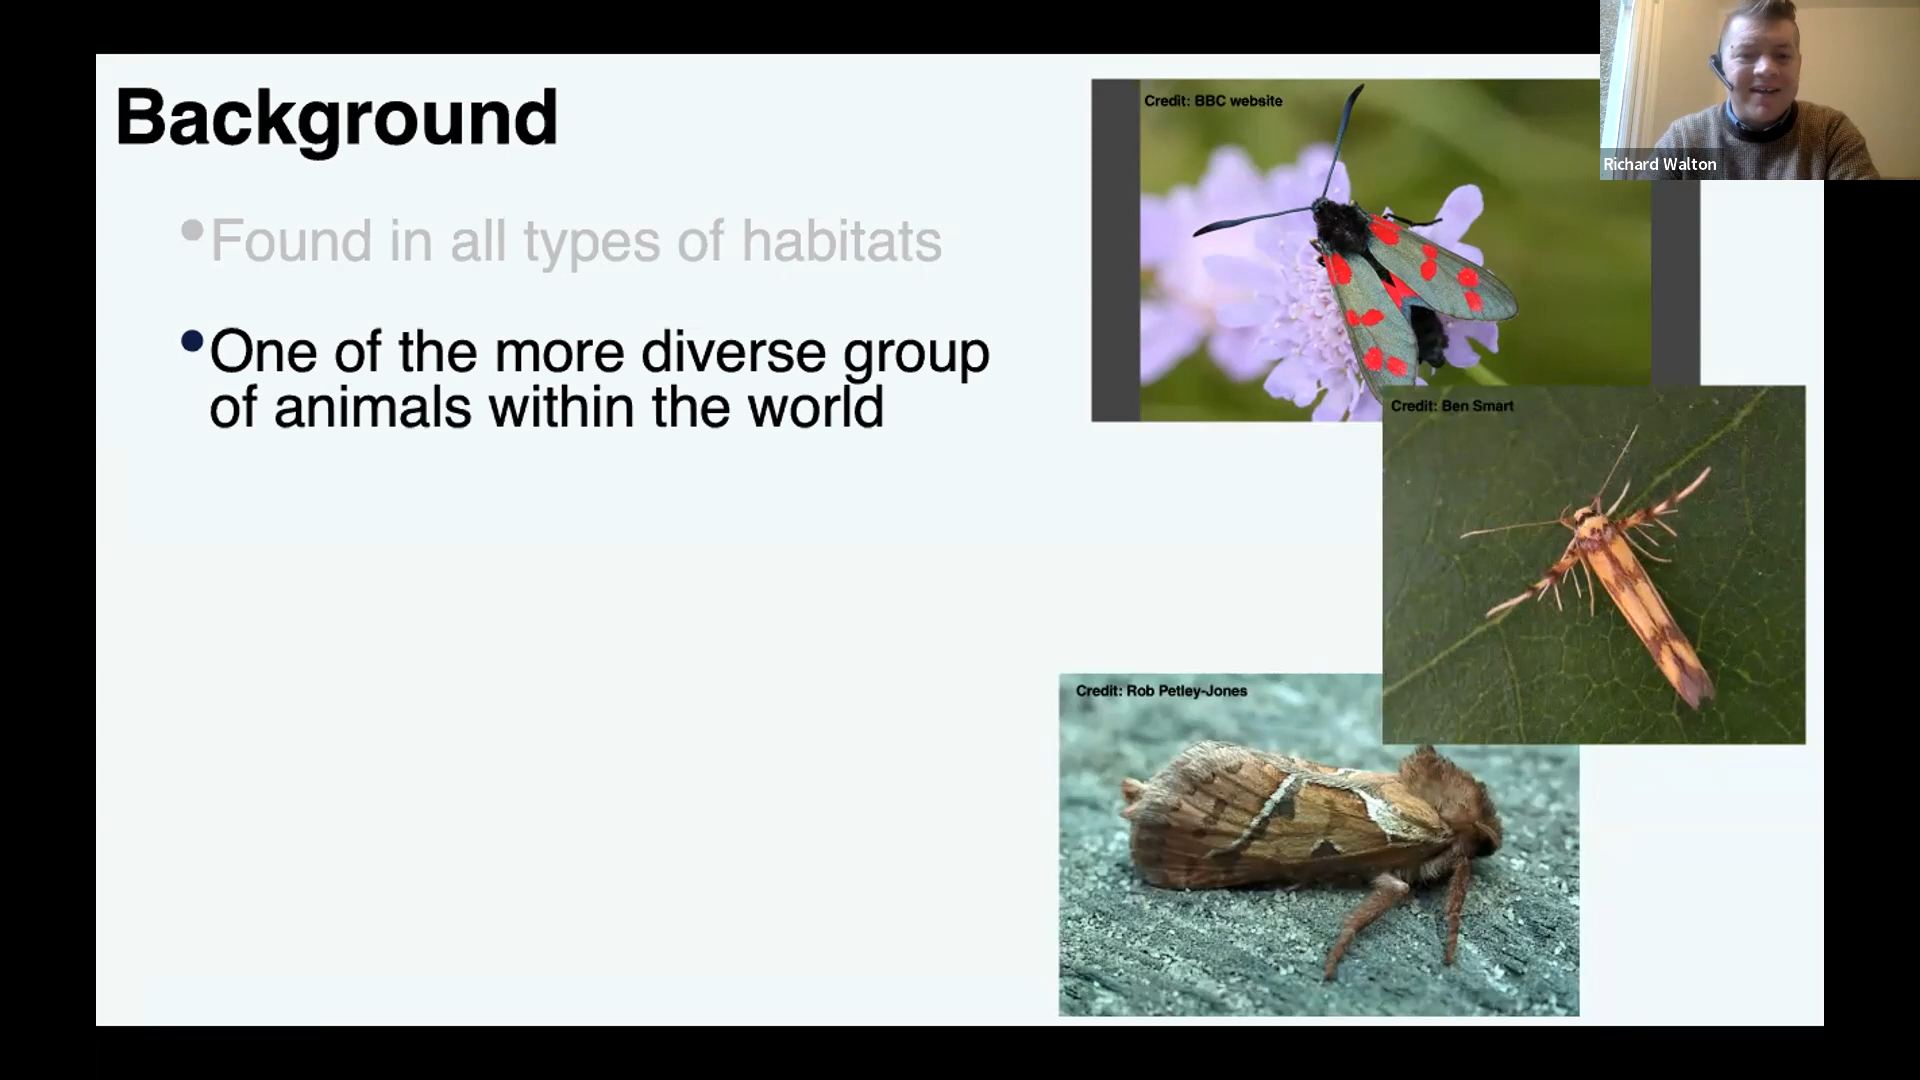 Background
• Found in all types of habitats
• One of the more diverse group
of animals within the world
Credit: BBC website
Richard Walton
Credit: Ben Smart
Credit: Rob Petley-Jones